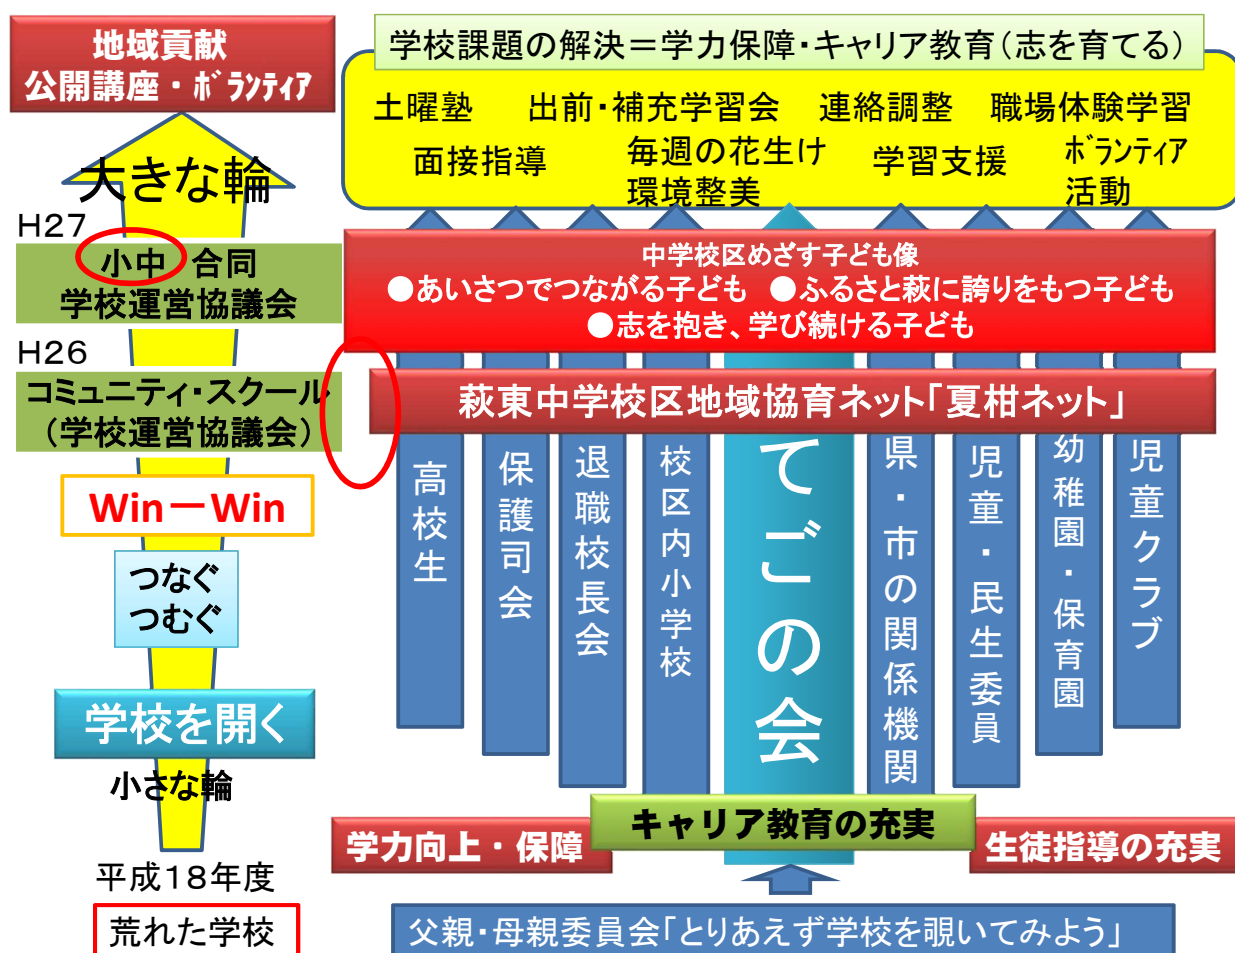 地域貢献
公開講座・ボランティア
大きな輪
H27
小中 合同
学校運営協議会
H26
コミュニティ・スクール
（学校運営協議会）
Win－Win
つなぐ
つむぐ
学校を開く
小さな輪
平成18年度
荒れた学校
学校課題の解決＝学力保障・キャリア教育（志を育てる）
土曜塾 出前・補充学習会 連絡調整 職場体験学習
面接指導 毎週の花生け 学習支援 ボランティア
環境整美 活動
中学校区めざす子ども像
●あいさつでつながる子ども ●ふるさと萩に誇りをもつ子ども
●志を抱き、学び続ける子ども
萩東中学校区地域協育ネット「夏柑ネット」
高校生
保護司会
退職校長会
校区内小学校
てごの会
県・市の関係機関
児童・民生委員
幼稚園・保育園
児童クラブ
学力向上・保障
キャリア教育の充実
生徒指導の充実
父親・母親委員会「とりあえず学校を覗いてみよう」